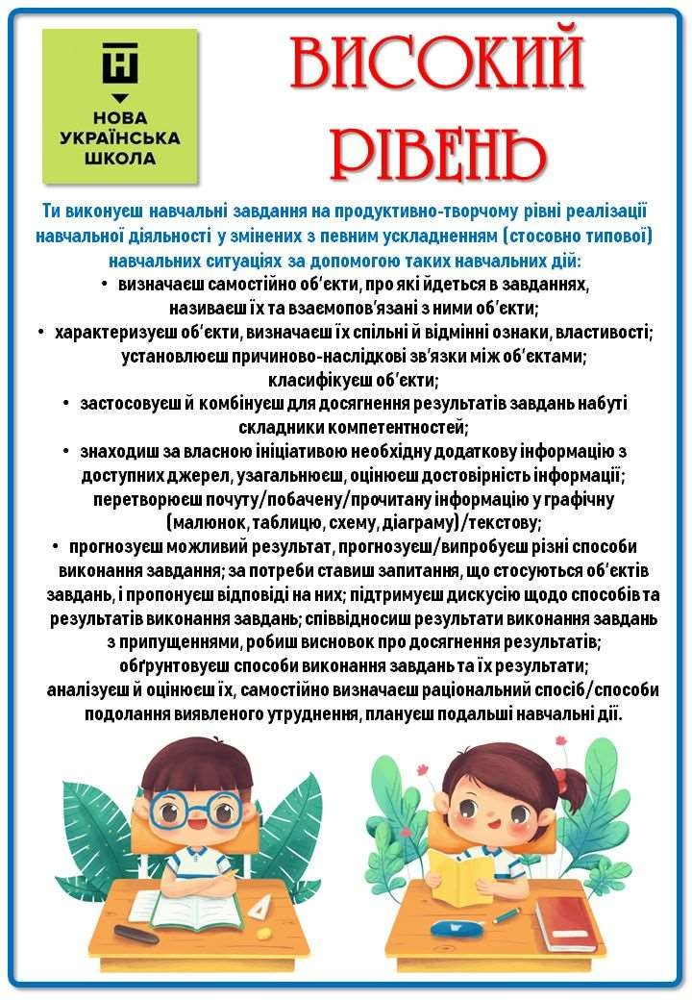 НОВА
УКРАЇНСЬКА
ШКОЛА
ВИСОКИЙ
РІВЕНЬ
Ти виконуєш навчальні завдання на продуктивно-творчому рівні реалізації
навчальної діяльності у змінених з певним ускладненням (стосовно типової)
навчальних ситуаціях за допомогою таких навчальних дій:
• визначаєш самостійно об'єкти, про які йдеться в завданнях,
називаєш їх та взаємопов'язані з ними об'єкти;
• характеризуєш об'єкти, визначаєш їх спільні й відмінні ознаки, властивості;
установлюєш причиново-наслідкові зв'язки між об'єктами;
класифікуєш об'єкти;
• застосовуєш й комбінуєш для досягнення результатів завдань набуті
складники компетентностей;
• знаходиш за власною ініціативою необхідну додаткову інформацію з
доступних джерел, узагальнюєш, оцінюєш достовірність інформації;
перетворюєш почуту/побачену/прочитану інформацію у графічну
(малюнок, таблицю, схему, діаграму)/текстову;
• прогнозуєш можливий результат, прогнозуєш/випробуєш різні способи
виконання завдання; за потреби ставиш запитання, що стосуються об'єктів
завдань, і пропонуєш відповіді на них; підтримуєш дискусію щодо способів та
результатів виконання завдань; співвідносиш результати виконання завдань
з припущеннями, робиш висновок про досягнення результатів;
обґрунтовуєш способи виконання завдань та їх результати;
аналізуєш й оцінюєш їх, самостійно визначаєш раціональний спосіб/способи
подолання виявленого утруднення, плануєш подальші навчальні дії.